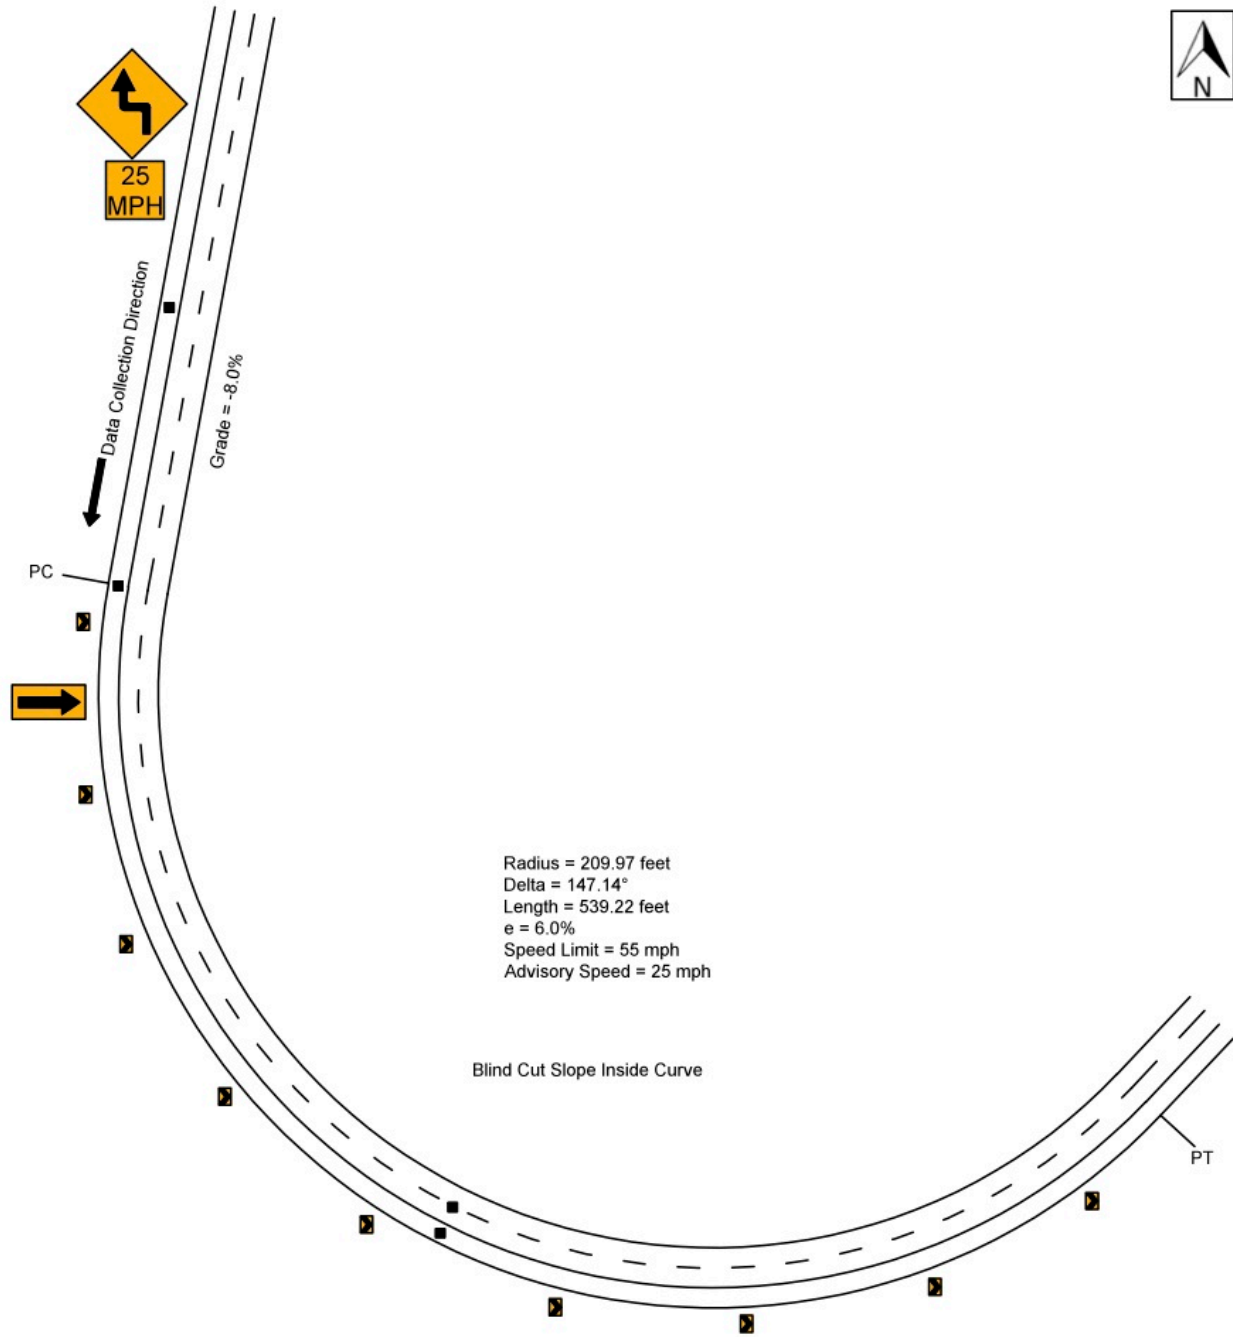 N
25
MPH
Data Collection Direction
Grade = -8.0%
PC
Radius = 209.97 feet
Delta = 147.14°
Length = 539.22 feet
e = 6.0%
Speed Limit = 55 mph
Advisory Speed = 25 mph
Blind Cut Slope Inside Curve
PT